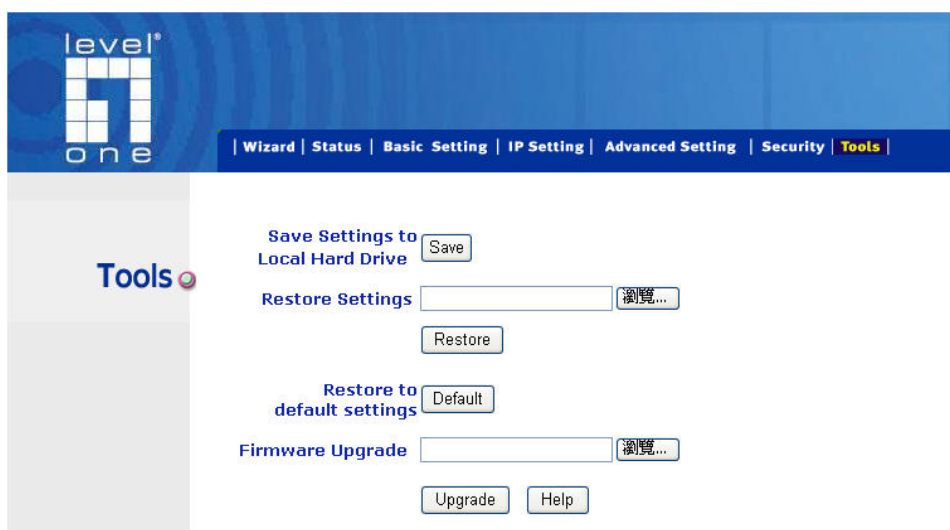 level®
one
| Wizard | Status | Basic Setting | IP Setting | Advanced Setting | Security | Tools |
Tools
Save Settings to
Local Hard Drive
Save
Restore Settings
瀏覽...
Restore
Restore to
default settings
Default
Firmware Upgrade
瀏覽...
Upgrade
Help